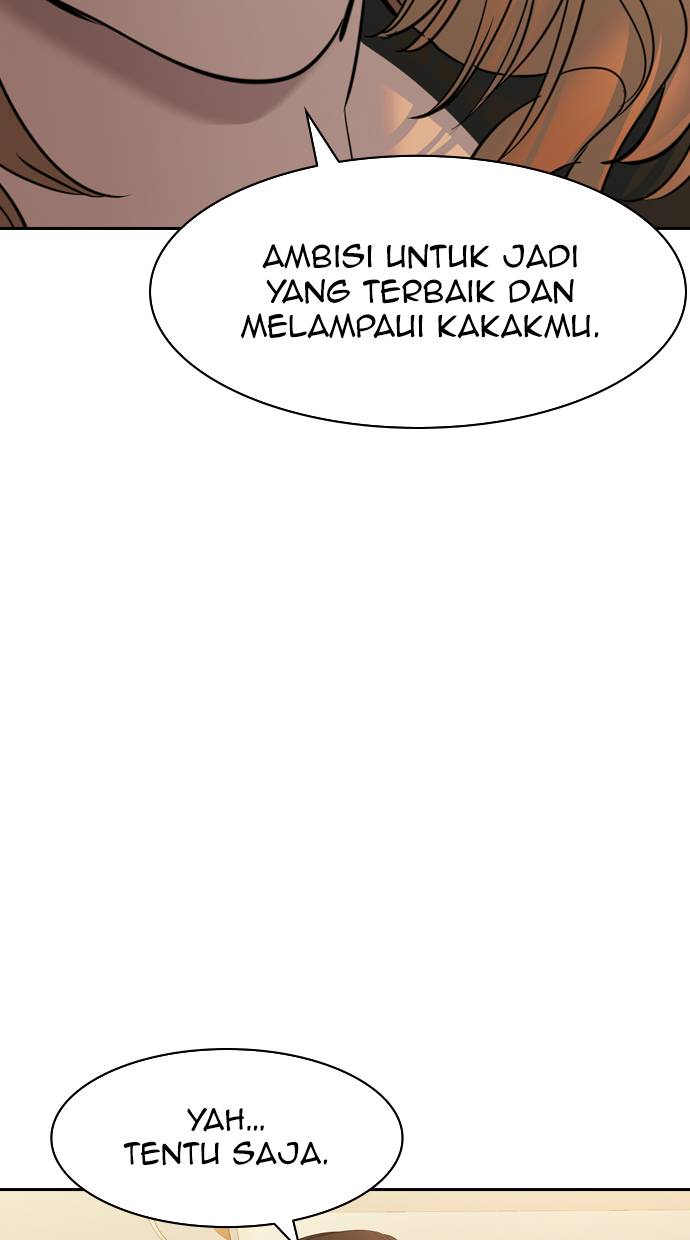 AMBISI UNTUK JADI
YANG TERBAIK DAN
MELAMPAUI KAKAKMU.
YAH...
TENTU SAJA.